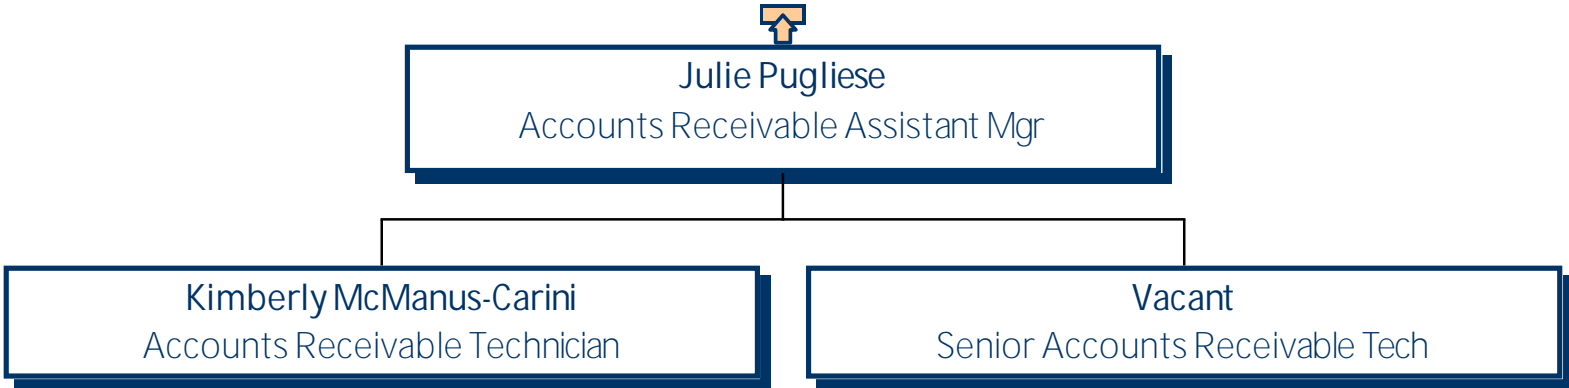 Julie Pugliese
Accounts Receivable Assistant Mgr
Kimberly McManus-Carini
Accounts Receivable Technician
Vacant
Senior Accounts Receivable Tech